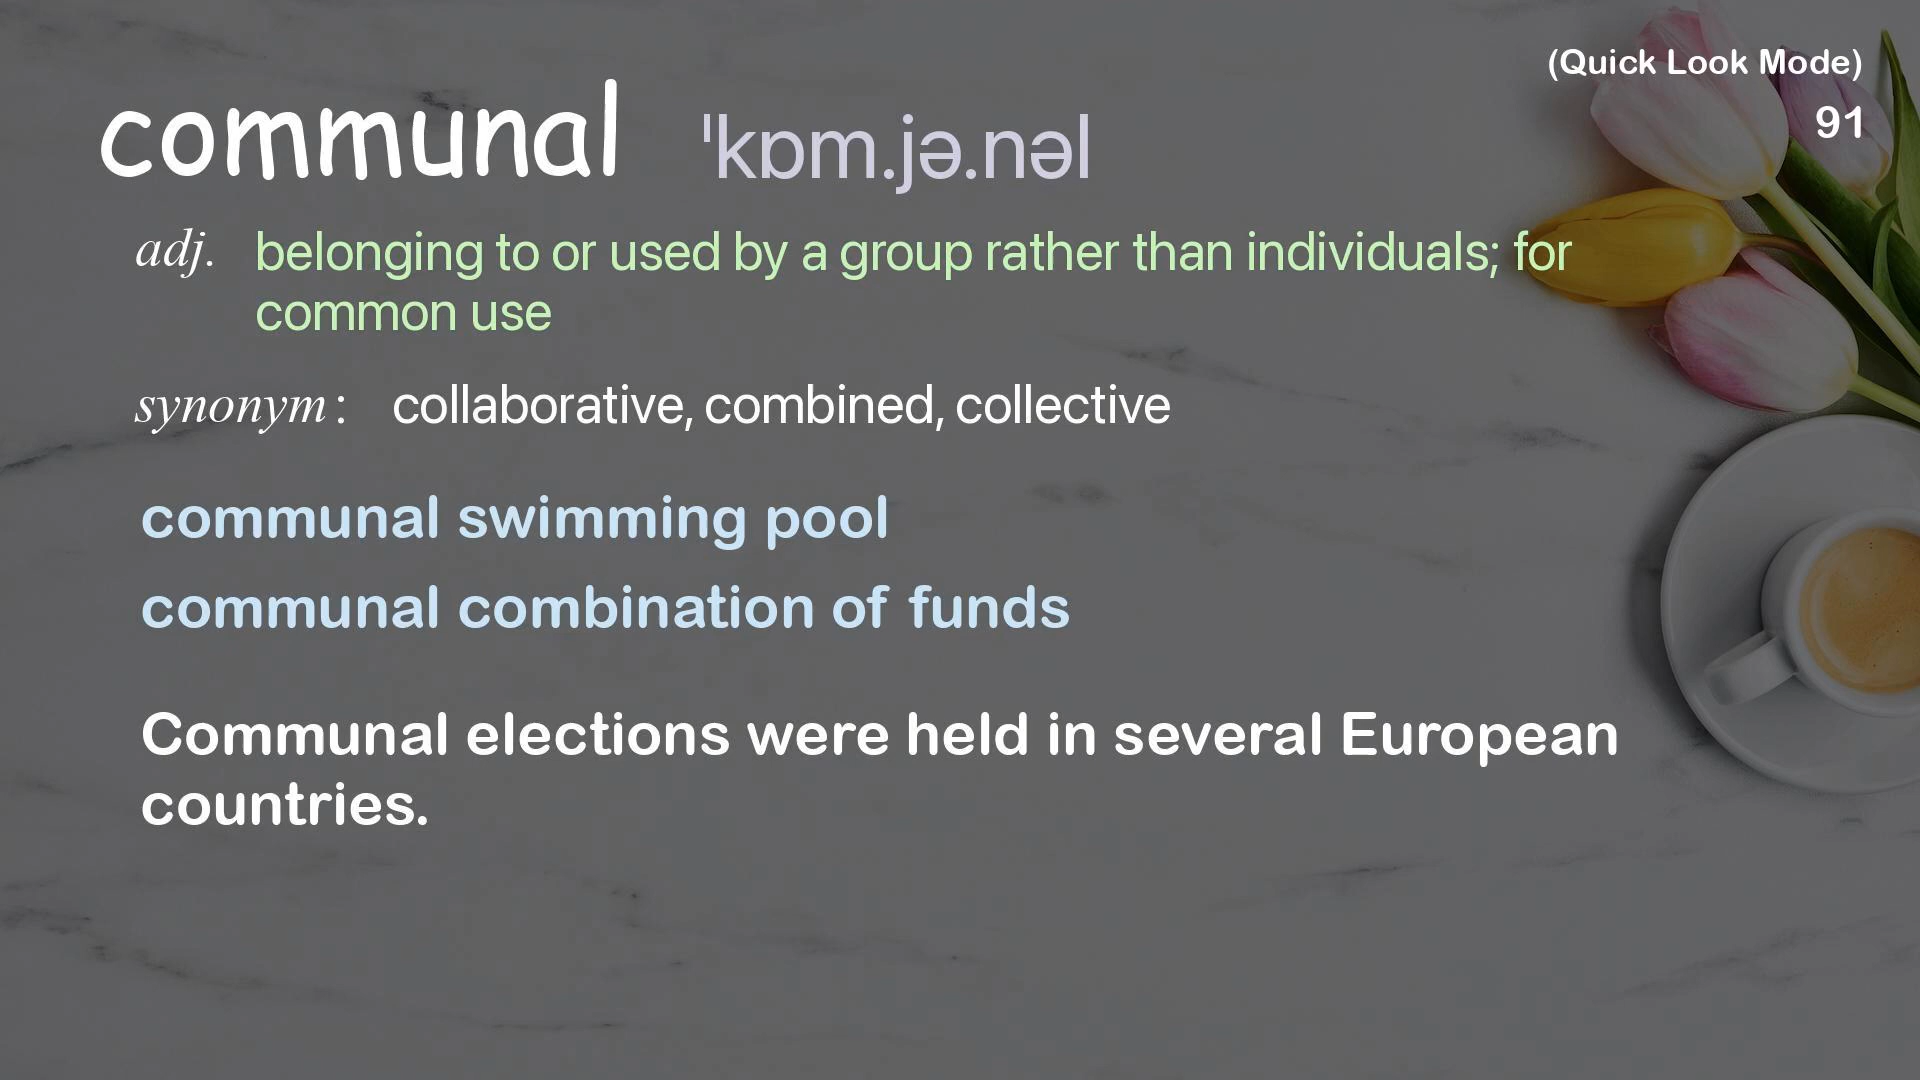 (Quick Look Mode)
91
communal ˈkɒm.jə.nəl
adj. belonging to or used by a group rather than individuals; for
common use
synonym: collaborative, combined, collective
communal swimming pool
communal combination of funds
Communal elections were held in several European
countries.